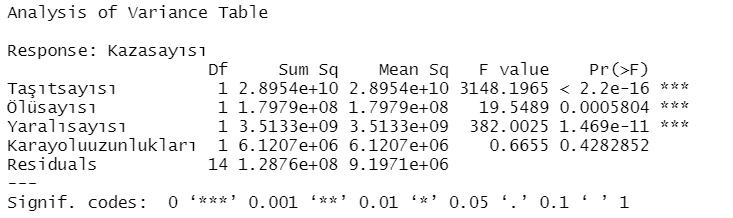 Analysis of Variance Table
Response: Kazasayısı
Df Sum Sq Mean Sq F value Pr(>F)
Taşıtsayısı 1 2.8954e+10 2.8954e+10 3148.1965 < 2.2e-16 ***
Ölüsayısı 1 1.7979e+08 1.7979e+08 19.5489 0.0005804 ***
Yaralısayısı 1 3.5133e+09 3.5133e+09 382.0025 1.469e-11 ***
Karayoluuzunlukları 1 6.1206e+06 6.1206e+06 0.6655 0.4282852
Residuals 14 1.2876e+08 9.1971e+06
---
Signif. codes: 0 ‘***’ 0.001 ‘**’ 0.01 ‘*’ 0.05 ‘.’ 0.1 ‘ ’ 1